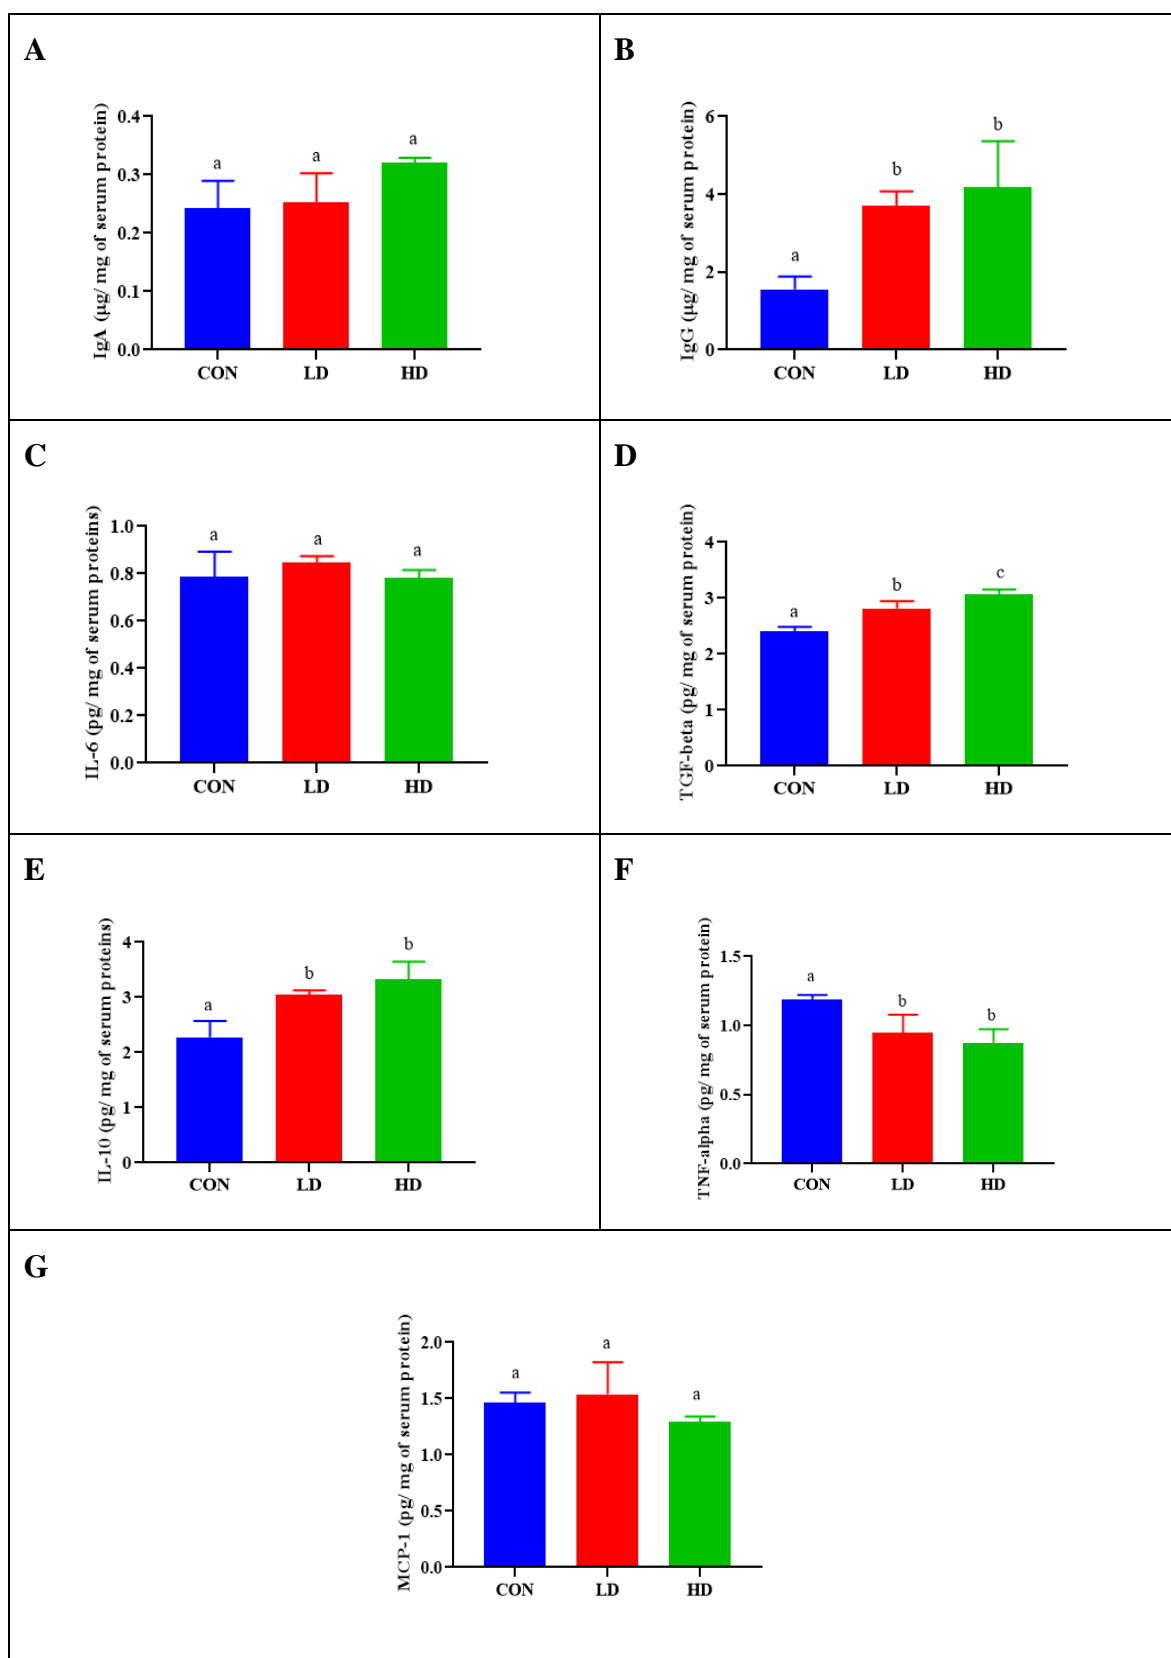 A
IgA (µg/ mg of serum protein)
0.4
0.3
0.2
0.1
0.0
a
a
a
CON
LD
HD
B
IgG (µg/ mg of serum protein)
6
4
2
0
a
b
b
CON
LD
HD
C
IL-6 (pg/ mg of serum proteins)
1.0
0.8
0.6
0.4
0.2
0.0
a
a
a
CON
LD
HD
D
TGF-beta (pg/ mg of serum protein)
4
3
2
1
0
a
b
c
CON
LD
HD
E
IL-10 (pg/ mg of serum proteins)
4
3
2
1
0
a
b
b
CON
LD
HD
F
TNF-alpha (pg/ mg of serum protein)
1.5
1.0
0.5
0.0
a
b
b
CON
LD
HD
G
MCP-1 (pg/ mg of serum protein)
2.0
1.5
1.0
0.5
0.0
a
a
a
CON
LD
HD